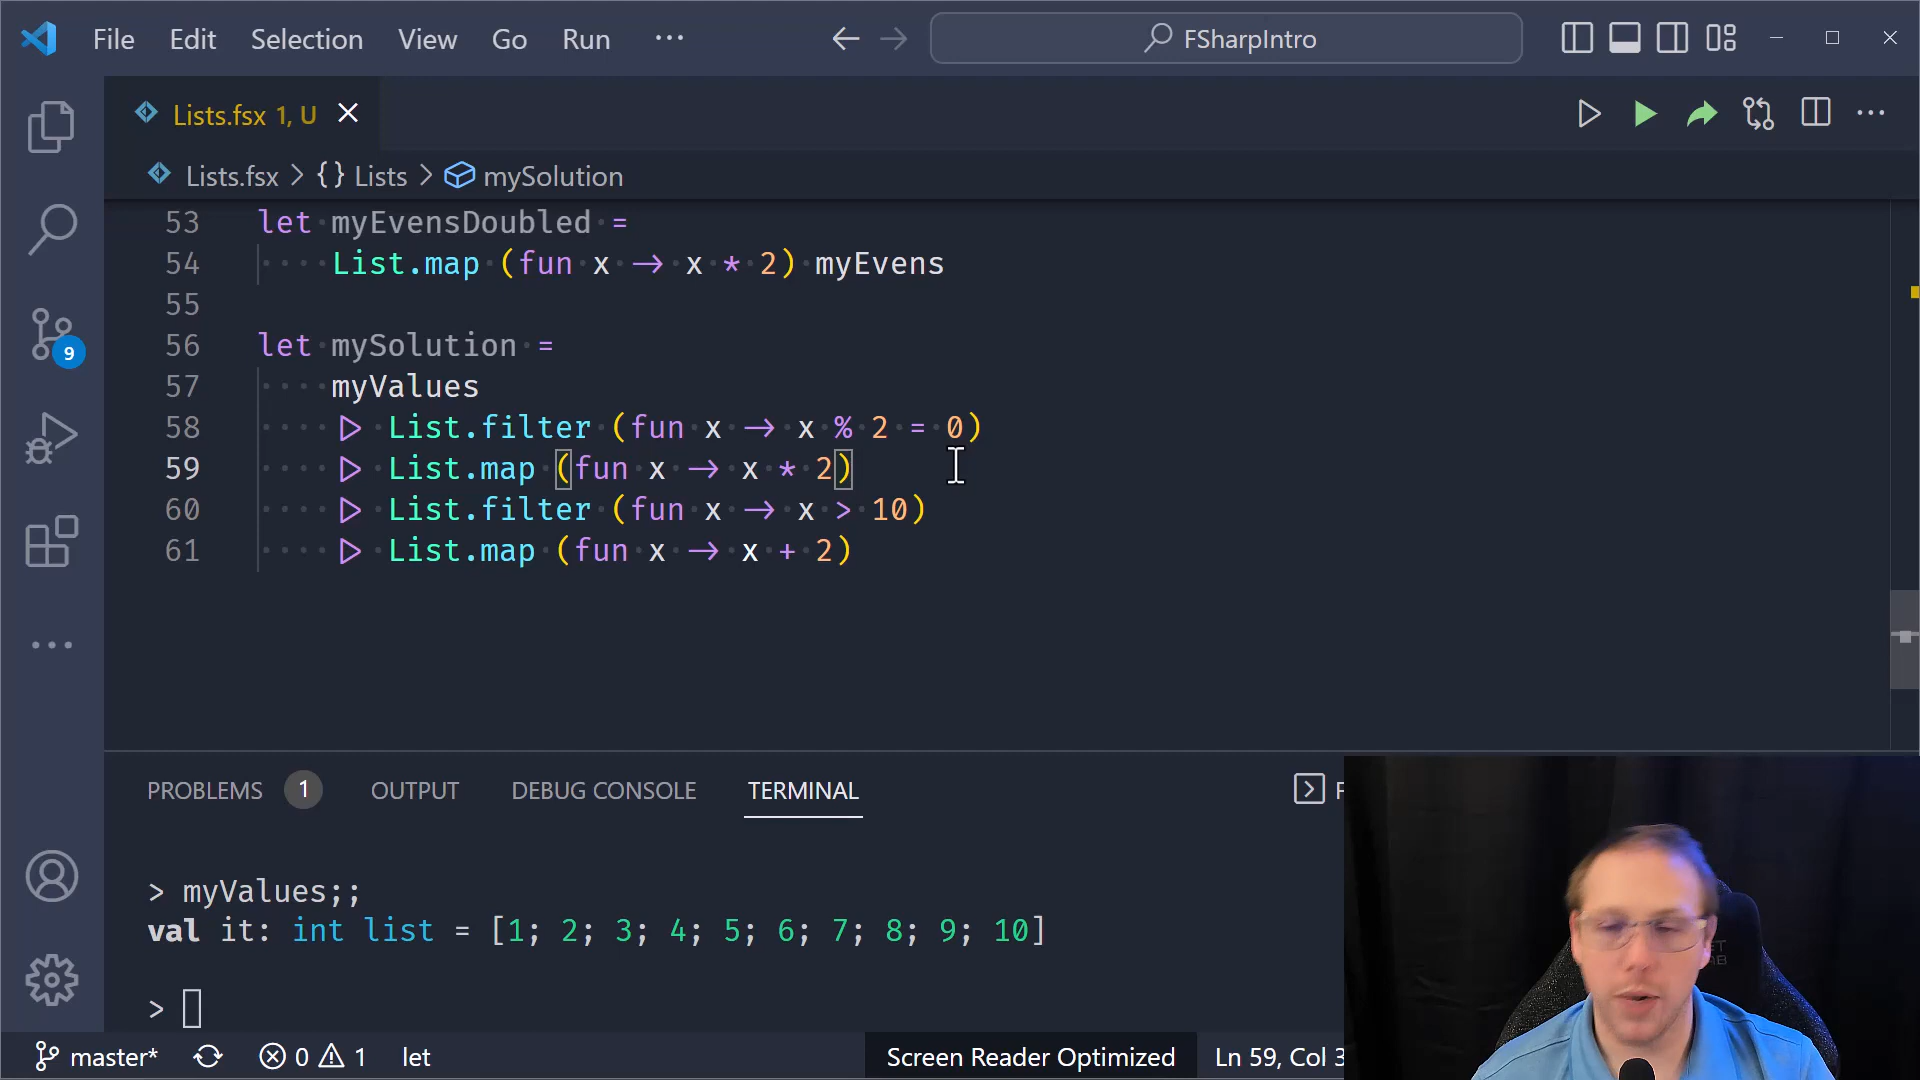 File Edit Selection View Go Run ··· FSharpIntro
Lists.fsx 1, U
Lists.fsx > {} Lists > mySolution
53 let myEvensDoubled =
54 List.map (fun x -> x * 2) myEvens
55
56 let mySolution =
57 myValues
58 |> List.filter (fun x -> x % 2 = 0)
59 |> List.map (fun x -> x * 2)
60 |> List.filter (fun x -> x > 10)
61 |> List.map (fun x -> x + 2)
9
PROBLEMS 1 OUTPUT DEBUG CONSOLE TERMINAL
> myValues;;
val it: int list = [1; 2; 3; 4; 5; 6; 7; 8; 9; 10]
>
master* 0 1 let Screen Reader Optimized Ln 59, Col 3